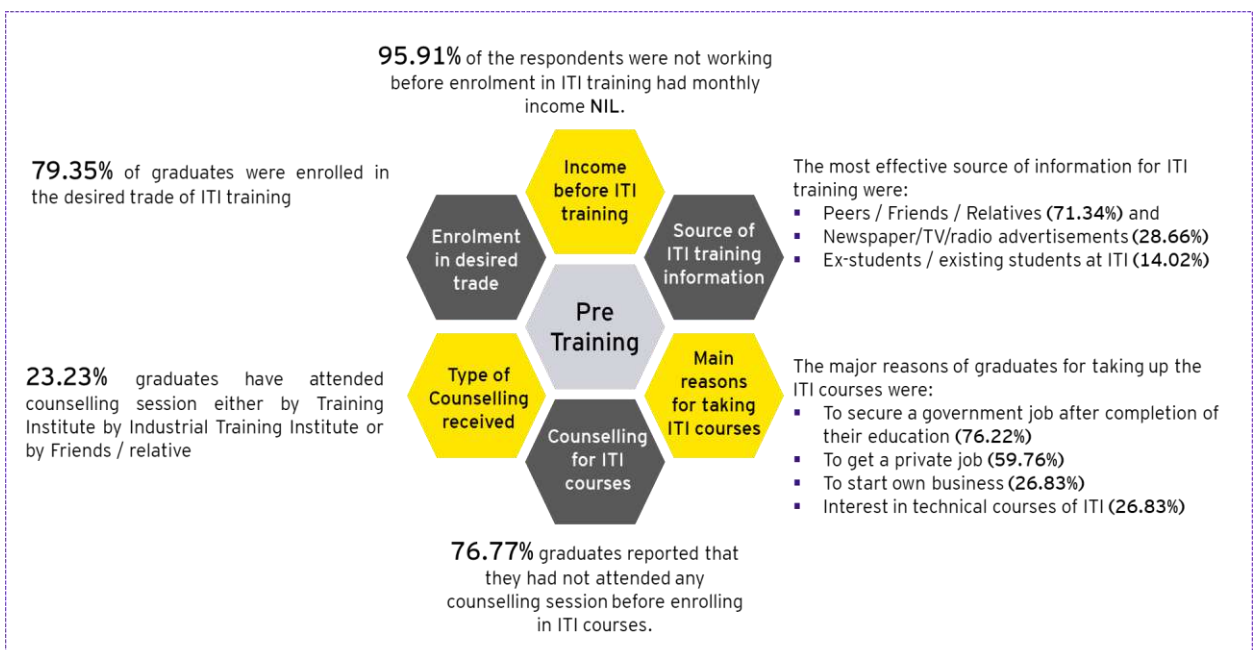 95.91% of the respondents were not working
before enrolment in ITI training had monthly
income NIL.
79.35% of graduates were enrolled in
the desired trade of ITI training
Income
before ITI
training
Enrolment
in desired
trade
Source of
ITI training
information
The most effective source of information for ITI
training were:
▪ Peers / Friends / Relatives (71.34%) and
▪ Newspaper/TV/radio advertisements (28.66%)
▪ Ex-students / existing students at ITI (14.02%)
Pre
Training
23.23% graduates have attended
counselling session either by Training
Institute by Industrial Training Institute or
by Friends / relative
Type of
Counselling
received
Main
reasons
for taking
ITI courses
The major reasons of graduates for taking up the
ITI courses were:
▪ To secure a government job after completion of
their education (76.22%)
▪ To get a private job (59.76%)
▪ To start own business (26.83%)
▪ Interest in technical courses of ITI (26.83%)
Counselling
for ITI
courses
76.77% graduates reported that
they had not attended any
counselling session before enrolling
in ITI courses.